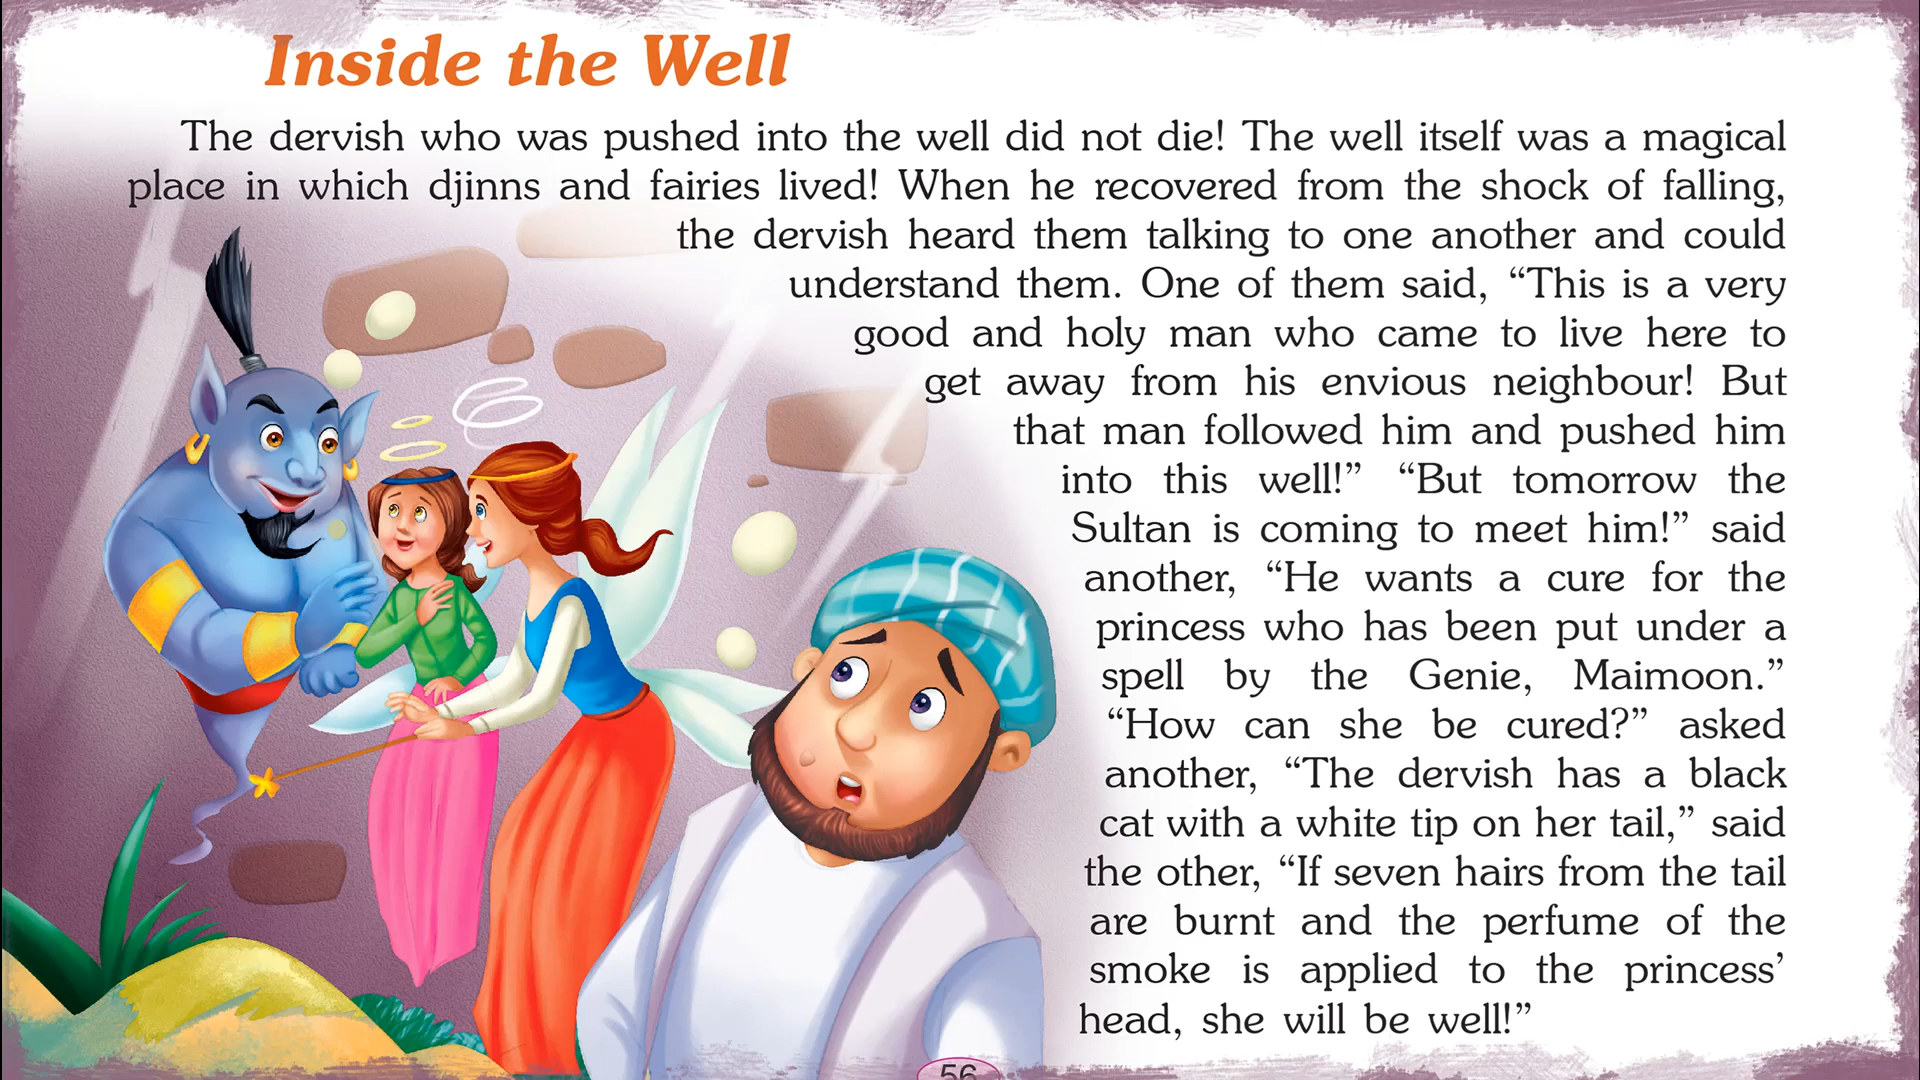 Inside the Well
The dervish who was pushed into the well did not die! The well itself was a magical
place in which djinns and fairies lived! When he recovered from the shock of falling,
the dervish heard them talking to one another and could
understand them. One of them said, “This is a very
good and holy man who came to live here to
get away from his envious neighbour! But
that man followed him and pushed him
into this well!” “But tomorrow the
Sultan is coming to meet him!” said
another, “He wants a cure for the
princess who has been put under a
spell by the Genie, Maimoon.”
“How can she be cured?” asked
another, “The dervish has a black
cat with a white tip on her tail,” said
the other, “If seven hairs from the tail
are burnt and the perfume of the
smoke is applied to the princess’
head, she will be well!”
56